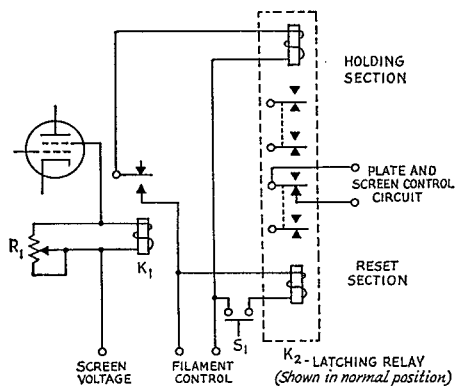 HOLDING
SECTION
PLATE AND
SCREEN CONTROL
CIRCUIT
R1
K1
RESET
SECTION
S1
SCREEN
VOLTAGE
FILAMENT
CONTROL
K2-LATCHING RELAY
(Shown in normal position)